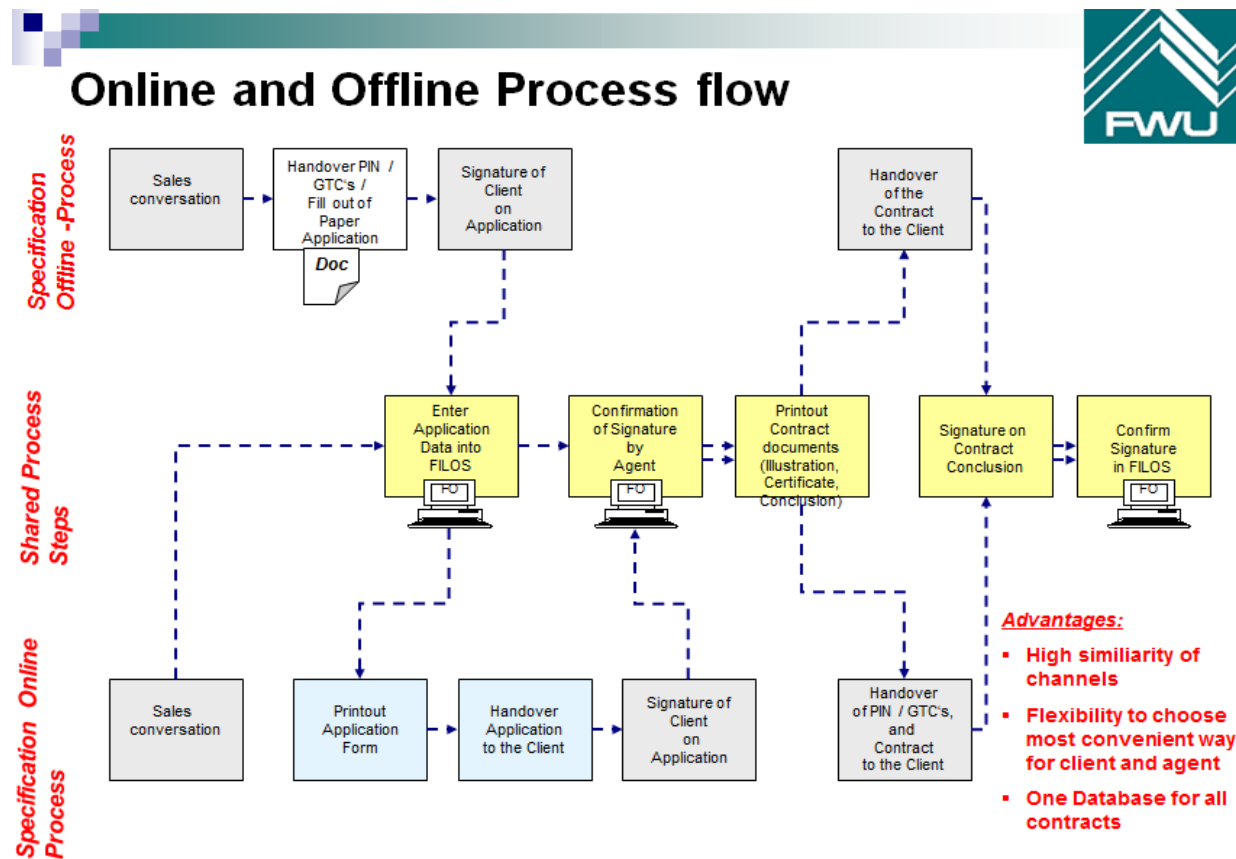 Online and Offline Process flow
FWU
Specification
Offline -Process
Sales
conversation
Handover PIN /
GTC's /
Fill out of
Paper
Application
Doc
Signature of
Client
on
Application
Handover
of the
Contract
to the Client
Shared Process
Steps
Enter
Application
Data into
FILOS
FO
Confirmation
of Signature
by
Agent
FO
Printout
Contract
documents
(Illustration,
Certificate,
Conclusion)
Signature on
Contract
Conclusion
Confirm
Signature
in FILOS
FO
Specification Online
Process
Sales
conversation
Printout
Application
Form
Handover
Application
to the Client
Signature of
Client
on
Application
Handover
of PIN / GTC's,
and
Contract
to the Client
Advantages:
▪ High similiarity of
channels
▪ Flexibility to choose
most convenient way
for client and agent
▪ One Database for all
contracts